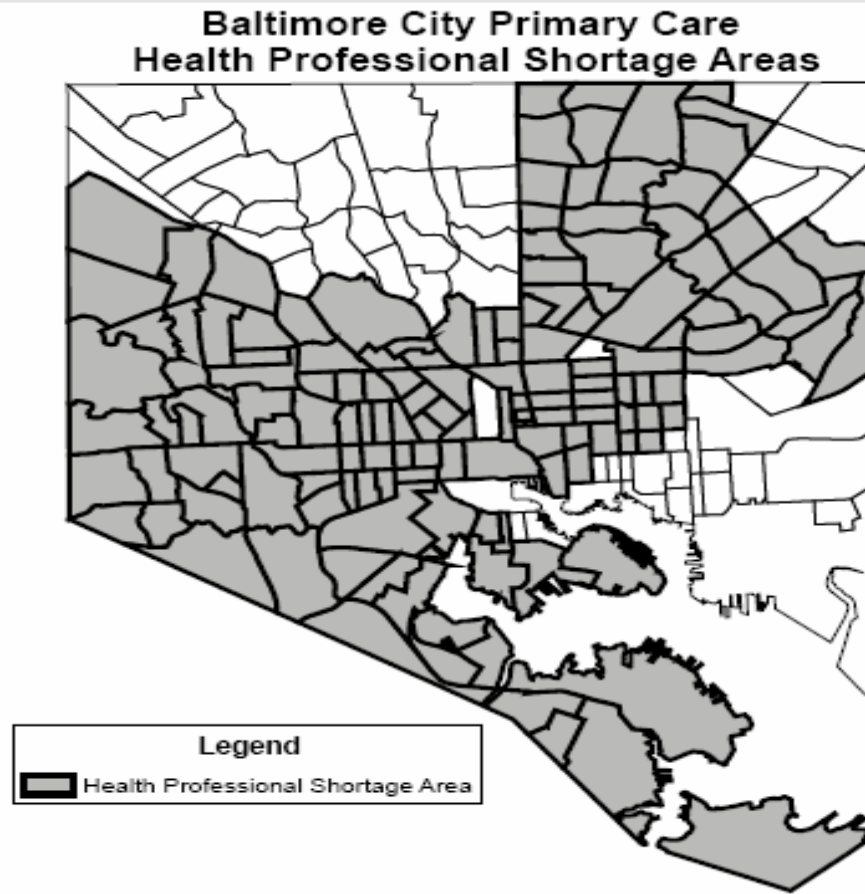 Baltimore City Primary Care
Health Professional Shortage Areas
Legend
Health Professional Shortage Area